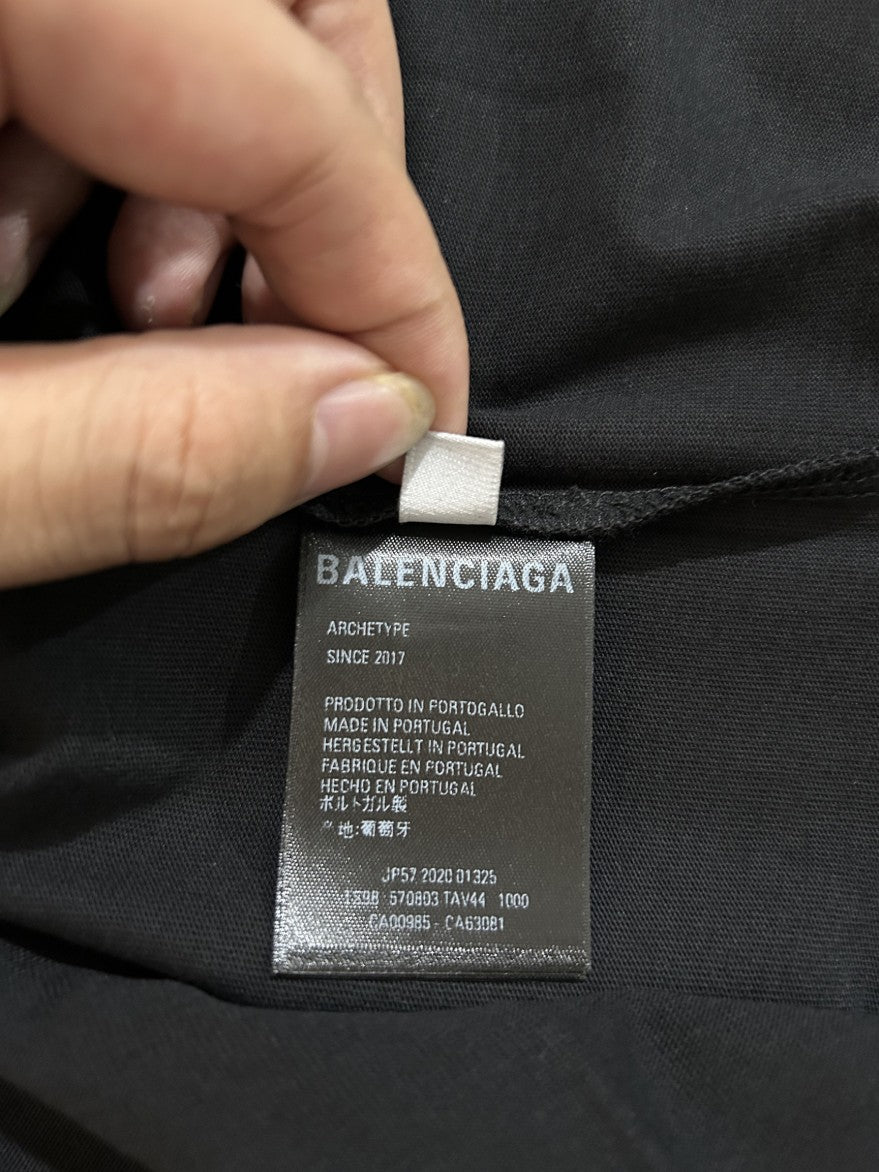 BALENCIAGA
ARCHETYPE
SINCE 2017
PRODOTTO IN PORTOGALLO
MADE IN PORTUGAL
HERGESTELLT IN PORTUGAL
FABRIQUE EN PORTUGAL
HECHO EN PORTUGAL
ポルトガル製
地:葡萄牙
JP57 2020 01325
570803 TAV44 1000
CA00985 - CA63081